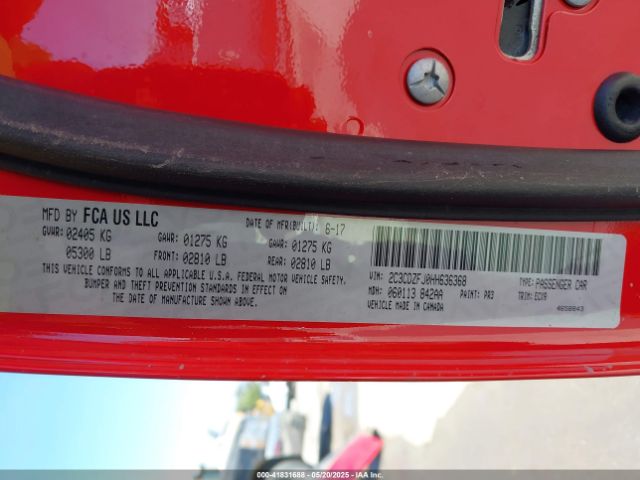 MFD BY FCA US LLC
DATE OF MFR(BUILT): 6-17
GVWR: 02405 KG
GAWR: 01275 KG
GAWR: 01275 KG
05300 LB
FRONT: 02810 LB
REAR: 02810 LB
THIS VEHICLE CONFORMS TO ALL APPLICABLE U.S.A. FEDERAL MOTOR VEHICLE SAFETY,
BUMPER AND THEFT PREVENTION STANDARDS IN EFFECT ON
THE DATE OF MANUFACTURE SHOWN ABOVE.
VIN: 2C3CDZFJ0HH636368
TYPE: PASSENGER CAR
MDH: 060113 842AA
PAINT: PR3
TRIM: ECX9
VEHICLE MADE IN CANADA
4650843
000-41831688 - 05/20/2025 - IAA Inc.